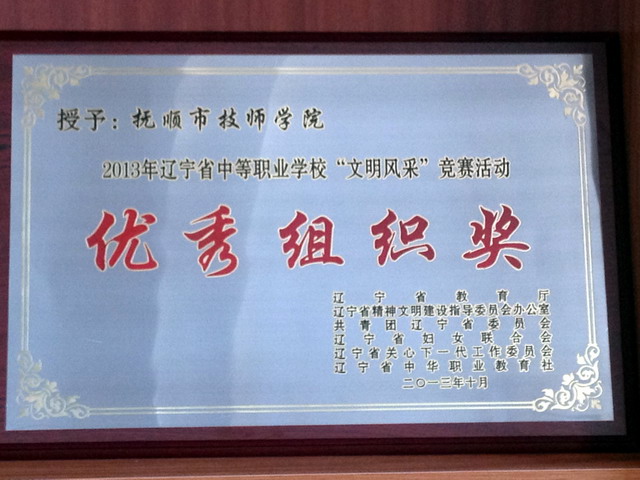 授予：抚顺市技师学院
2013年辽宁省中等职业学校“文明风采”竞赛活动
优秀组织奖
辽宁省教育厅
辽宁省精神文明建设指导委员会办公室
共青团辽宁省委员会
辽宁省妇女联合会
辽宁省关心下一代工作委员会
辽宁省中华职业教育社
二〇一三年十月